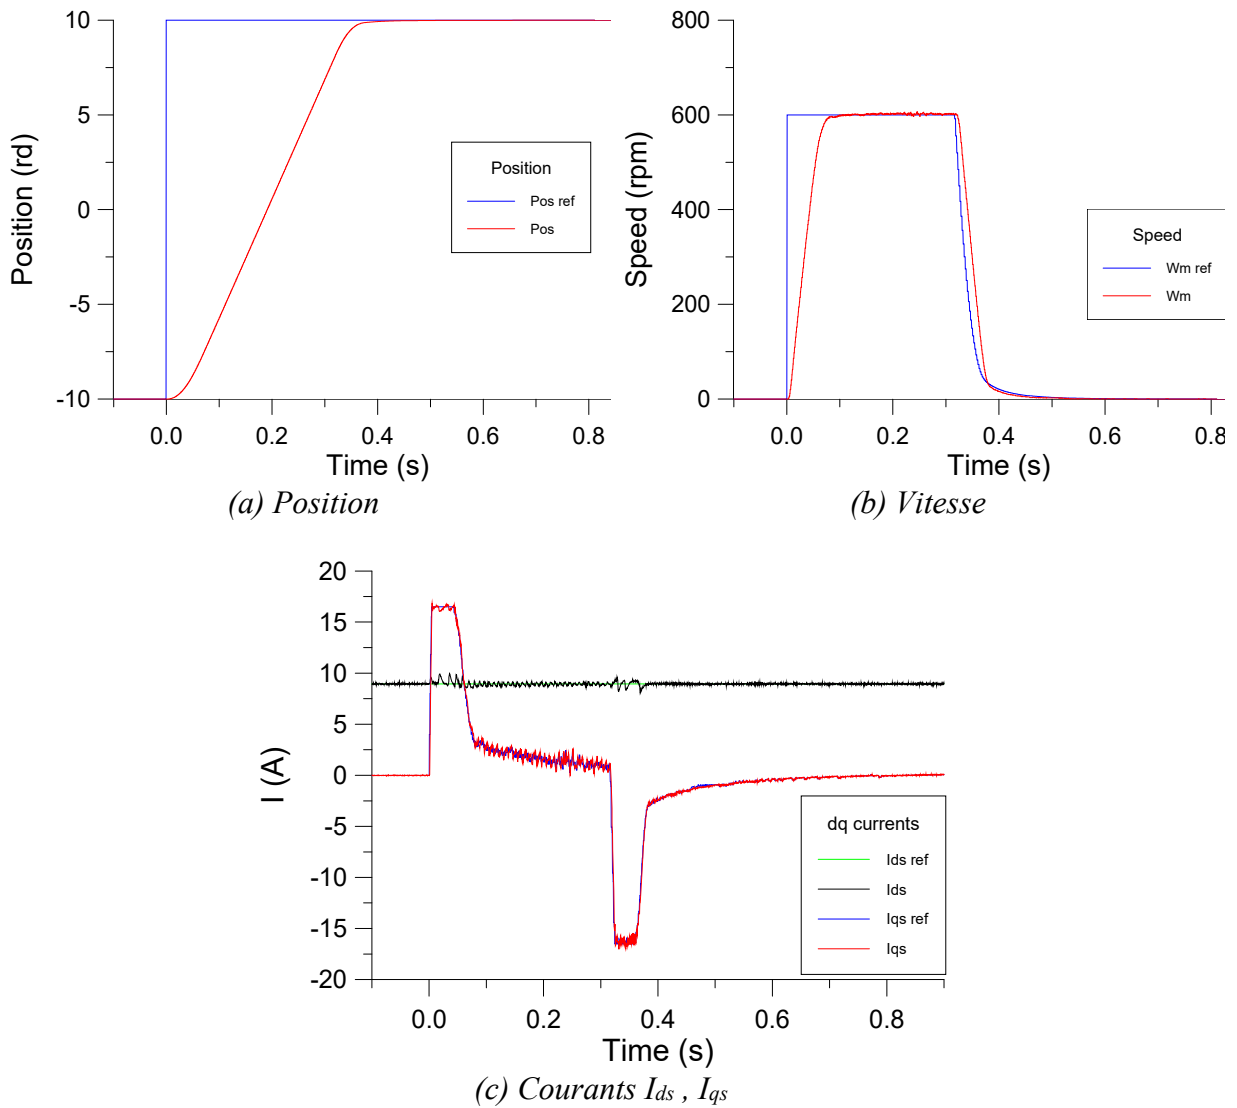 10
5
0
-5
-10
Position (rd)
0.0 0.2 0.4 0.6 0.8
Time (s)
Position
Pos ref
Pos
(a) Position
800
600
400
200
0
Speed (rpm)
0.0 0.2 0.4 0.6 0.8
Time (s)
Speed
Wm ref
Wm
(b) Vitesse
20
15
10
5
0
-5
-10
-15
-20
I (A)
0.0 0.2 0.4 0.6 0.8
Time (s)
dq currents
Ids ref
Ids
Iqs ref
Iqs
(c) Courants Ids , Iqs